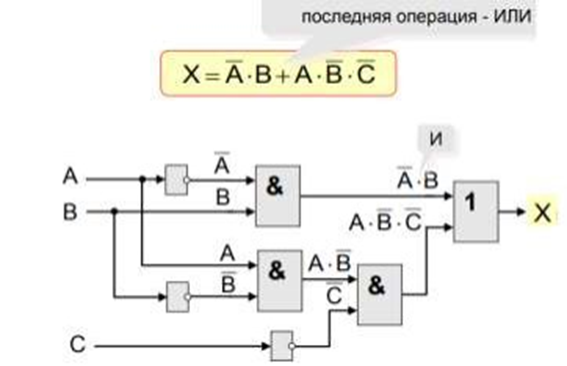 последняя операция - ИЛИ
X = A̅·B + A·B̅·C̅
И
A
A̅
&
A̅·B
1
X
B
B
A·B̅·C̅
A
&
A·B̅
B̅
C̅
&
C